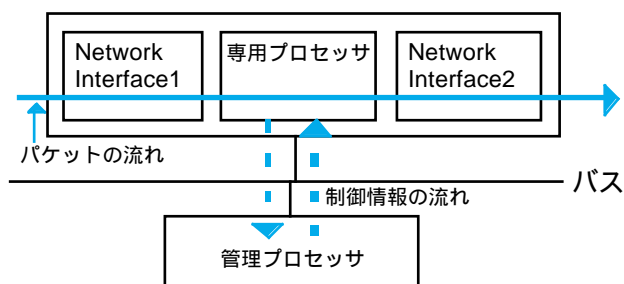 Network
Interface1
専用プロセッサ
Network
Interface2
パケットの流れ
バス
制御情報の流れ
管理プロセッサ